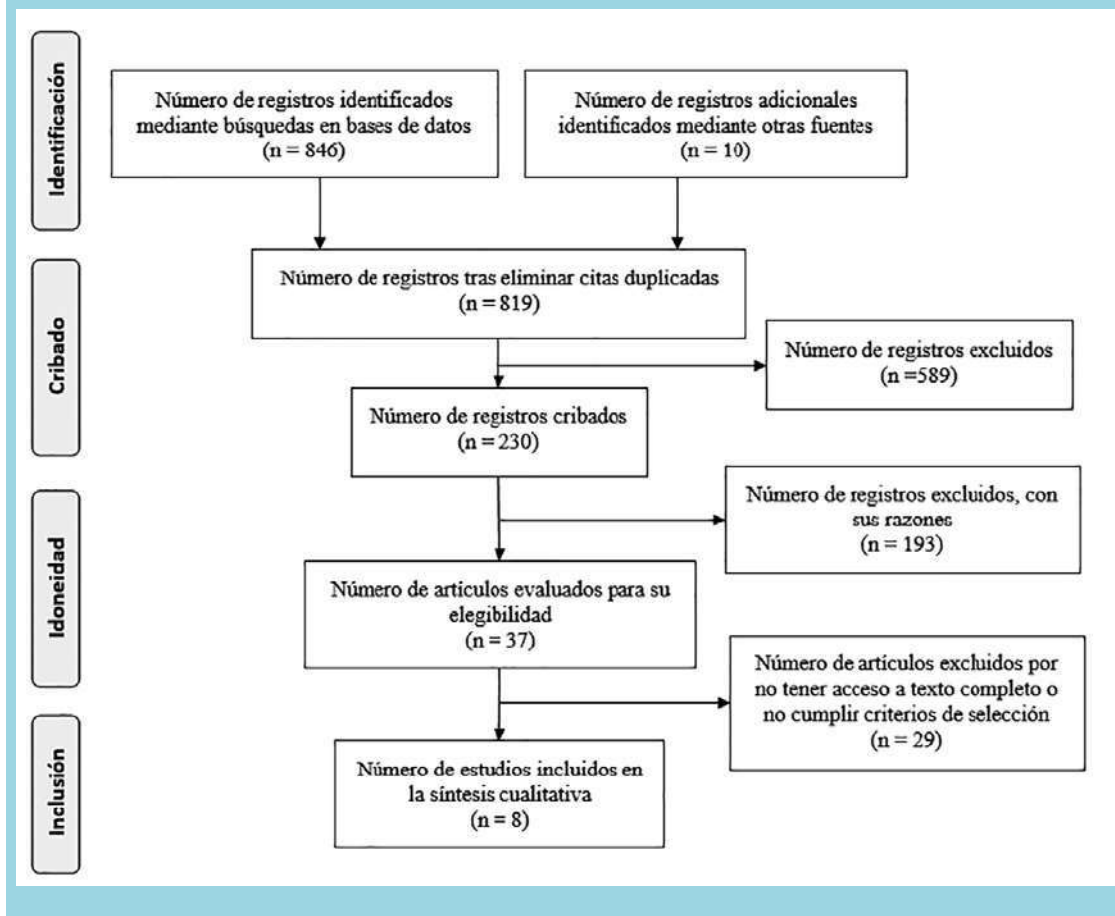 Identificación
Número de registros identificados
mediante búsquedas en bases de datos
(n = 846)
Número de registros adicionales
identificados mediante otras fuentes
(n = 10)
Cribado
Número de registros tras eliminar citas duplicadas
(n = 819)
Número de registros excluidos
(n =589)
Número de registros cribados
(n = 230)
Idoneidad
Número de registros excluidos, con
sus razones
(n = 193)
Número de artículos evaluados para su
elegibilidad
(n = 37)
Número de artículos excluidos por
no tener acceso a texto completo o
no cumplir criterios de selección
(n = 29)
Inclusión
Número de estudios incluidos en
la síntesis cualitativa
(n = 8)